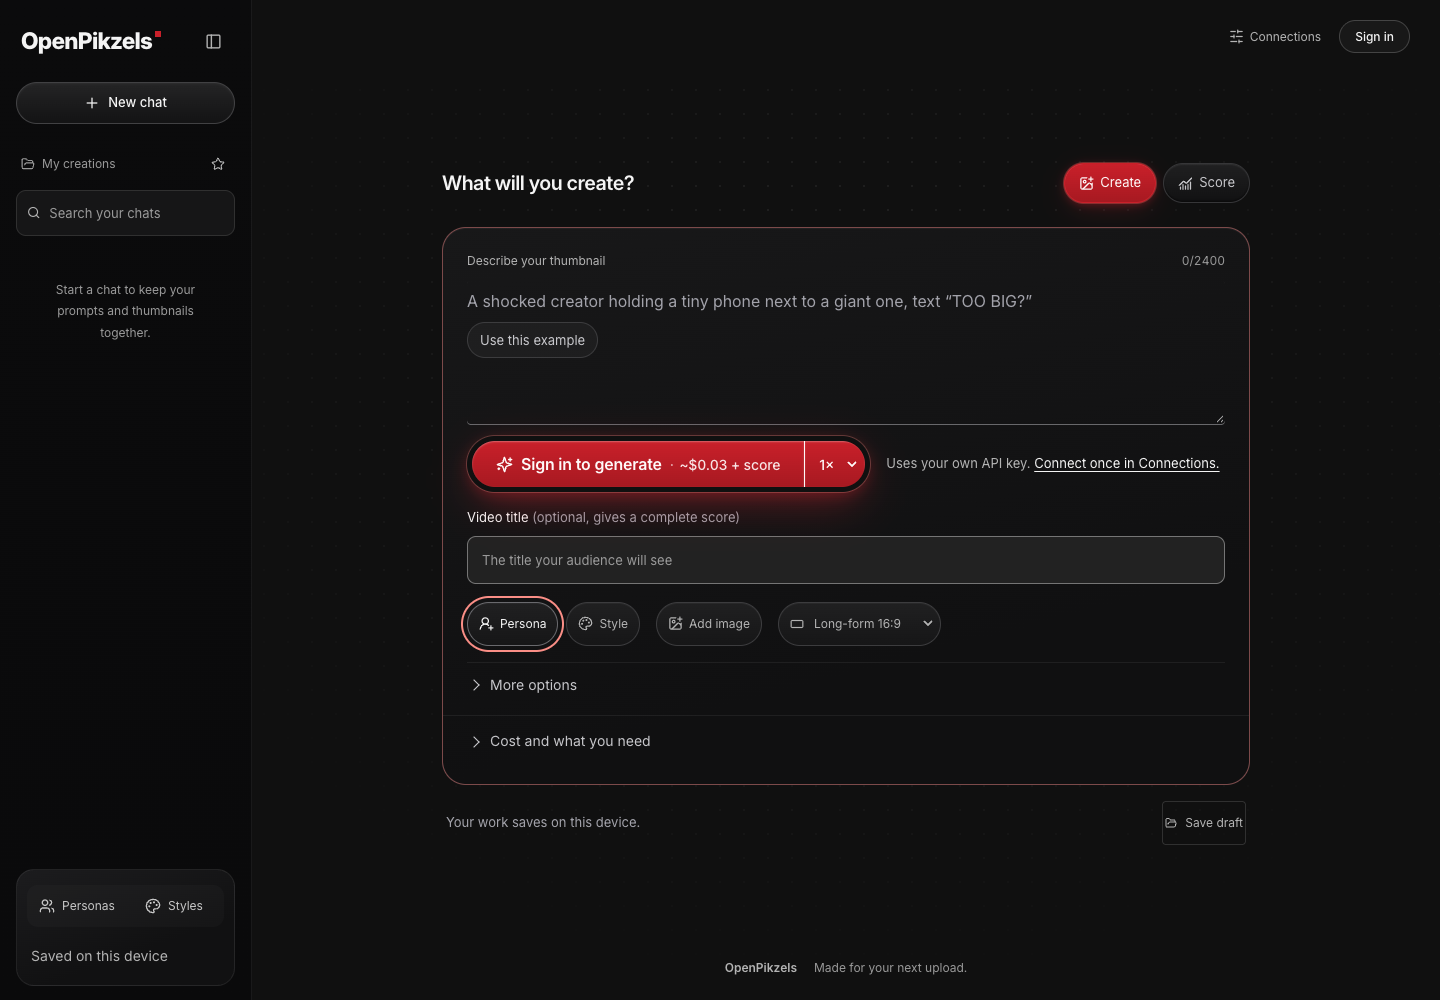 OpenPikzels
New chat
My creations
Search your chats
Start a chat to keep your
prompts and thumbnails
together.
Personas
Styles
Saved on this device
Connections
Sign in
What will you create?
Create
Score
Describe your thumbnail
0/2400
A shocked creator holding a tiny phone next to a giant one, text “TOO BIG?”
Use this example
Sign in to generate · ~$0.03 + score
1×
Uses your own API key. Connect once in Connections.
Video title (optional, gives a complete score)
The title your audience will see
Persona
Style
Add image
Long-form 16:9
More options
Cost and what you need
Your work saves on this device.
Save draft
OpenPikzels Made for your next upload.